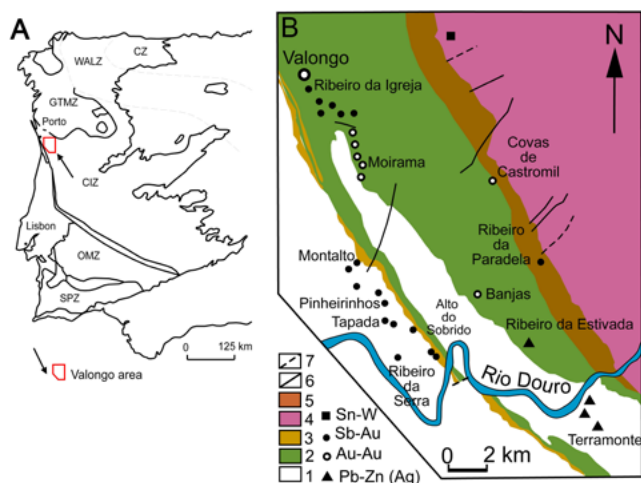 A
CZ
WALZ
GTMZ
Porto
CIZ
Lisbon
OMZ
SPZ
0 125 km
Valongo area
B
N
Valongo
Ribeiro da Igreja
Moirama
Covas
de
Castromil
Ribeiro
da
Paradela
Montalto
Pinheirinhos
Tapada
Alto
do
Sobrido
Banjas
Ribeiro da Estivada
Ribeiro
da
Serra
Rio Douro
Terramonte
7
6
5
4 Sn-W
3 Sb-Au
2 Au-Au
1 Pb-Zn (Ag)
0 2 km